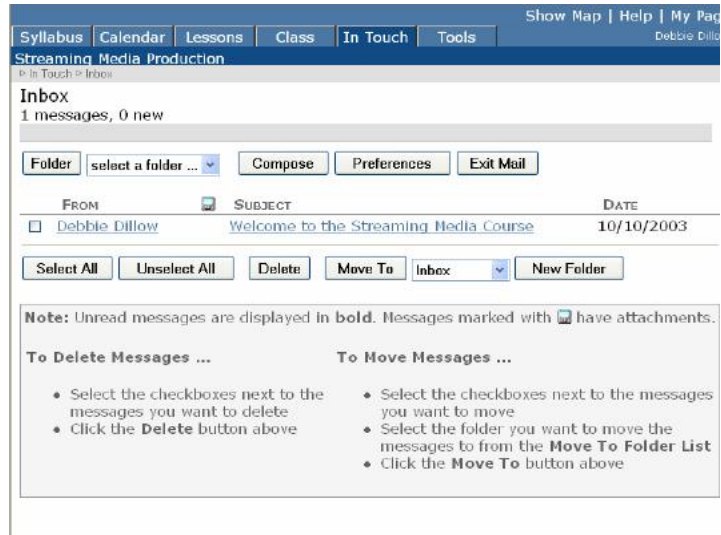 Show Map | Help | My Pag
Syllabus Calendar Lessons Class In Touch Tools
Debbie Dillo
Streaming Media Production
In Touch Inbox
Inbox
1 messages, 0 new
Folder select a folder ... Compose Preferences Exit Mail
FROM SUBJECT DATE
Debbie Dillow Welcome to the Streaming Media Course 10/10/2003
Select All Unselect All Delete Move To Inbox New Folder
Note: Unread messages are displayed in bold. Messages marked with have attachments.
To Delete Messages ...
• Select the checkboxes next to the
messages you want to delete
• Click the Delete button above
To Move Messages ...
• Select the checkboxes next to the messages
you want to move
• Select the folder you want to move the
messages to from the Move To Folder List
• Click the Move To button above